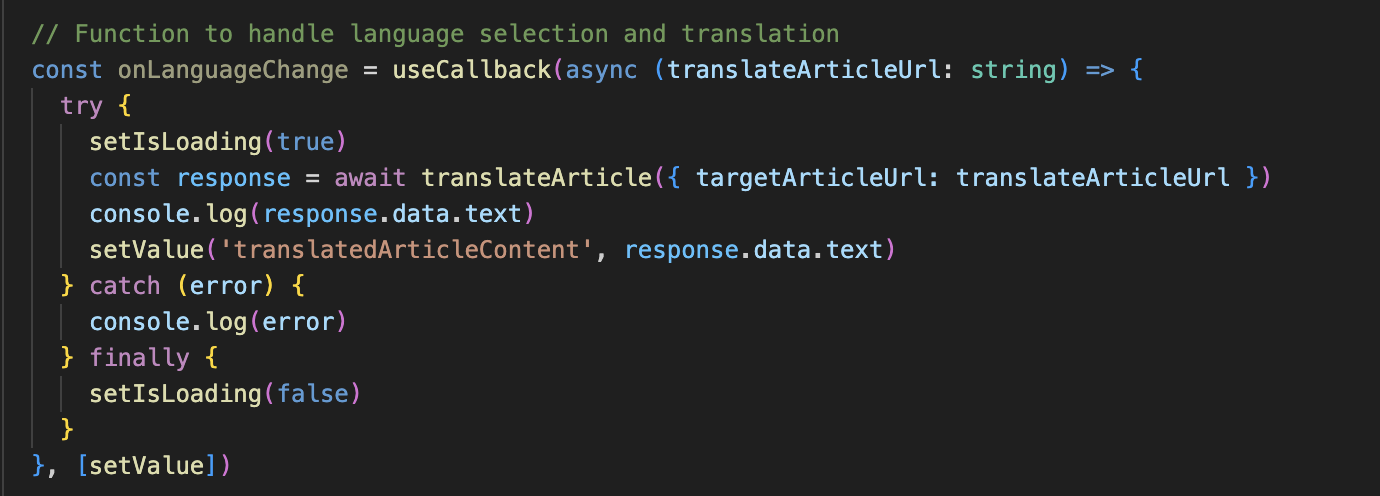 // Function to handle language selection and translation
const onLanguageChange = useCallback(async (translateArticleUrl: string) => {
  try {
    setIsLoading(true)
    const response = await translateArticle({ targetArticleUrl: translateArticleUrl })
    console.log(response.data.text)
    setValue('translatedArticleContent', response.data.text)
  } catch (error) {
    console.log(error)
  } finally {
    setIsLoading(false)
  }
}, [setValue])